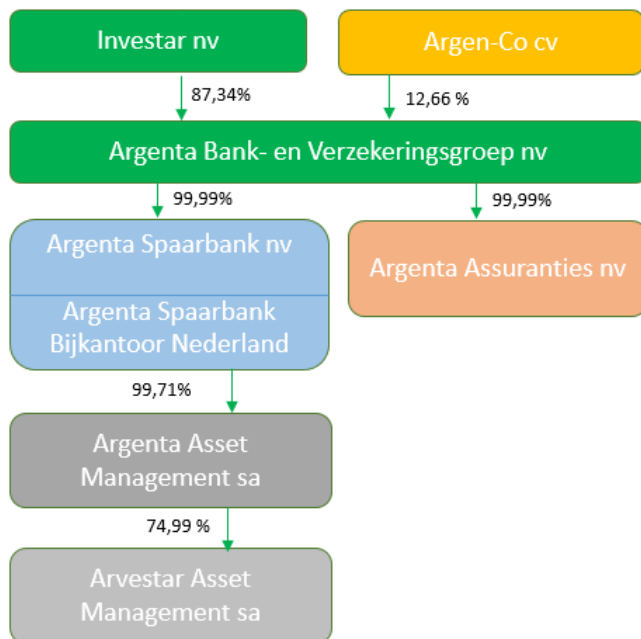 Investar nv
Argen-Co cv
87,34%
12,66 %
Argenta Bank- en Verzekeringsgroep nv
99,99%
99,99%
Argenta Spaarbank nv
Argenta Assuranties nv
Argenta Spaarbank
Bijkantoor Nederland
99,71%
Argenta Asset
Management sa
74,99 %
Arvestar Asset
Management sa